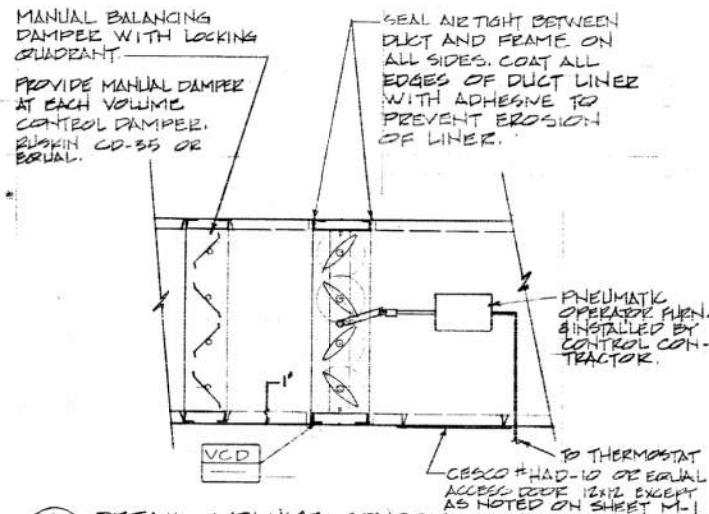 MANUAL BALANCING
DAMPER WITH LOCKING
QUADRANT.
PROVIDE MANUAL DAMPER
AT EACH VOLUME
CONTROL DAMPER.
RUSKIN CD-35 OR
EQUAL.
SEAL AIR TIGHT BETWEEN
DUCT AND FRAME ON
ALL SIDES. COAT ALL
EDGES OF DUCT LINER
WITH ADHESIVE TO
PREVENT EROSION
OF LINER.
PNEUMATIC
OPERATOR FURN.
& INSTALLED BY
CONTROL CON-
TRACTOR.
1"
VCD
TO THERMOSTAT
CESCO #HAD-10 OR EQUAL
ACCESS DOOR 12x12 EXCEPT
AS NOTED ON SHEET M-1